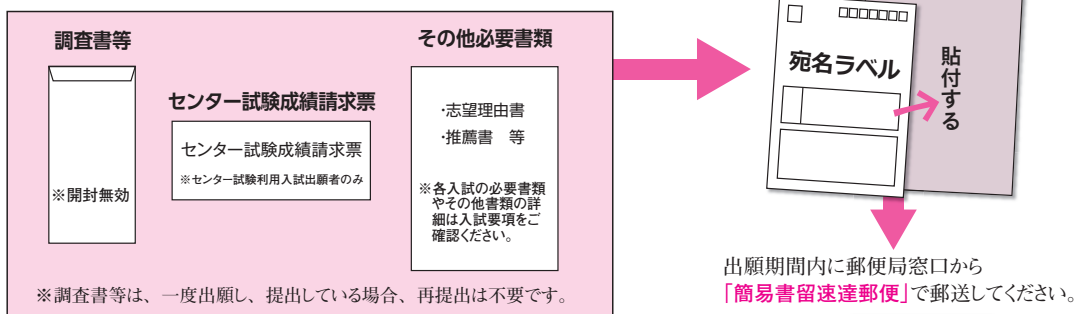 調査書等
※開封無効
センター試験成績請求票
センター試験成績請求票
※センター試験利用入試出願者のみ
その他必要書類
・志望理由書
・推薦書　等
※各入試の必要書類
やその他書類の詳
細は入試要項をご
確認ください。
※調査書等は、一度出願し、提出している場合、再提出は不要です。
宛名ラベル
貼付する
出願期間内に郵便局窓口から
「簡易書留速達郵便」で郵送してください。